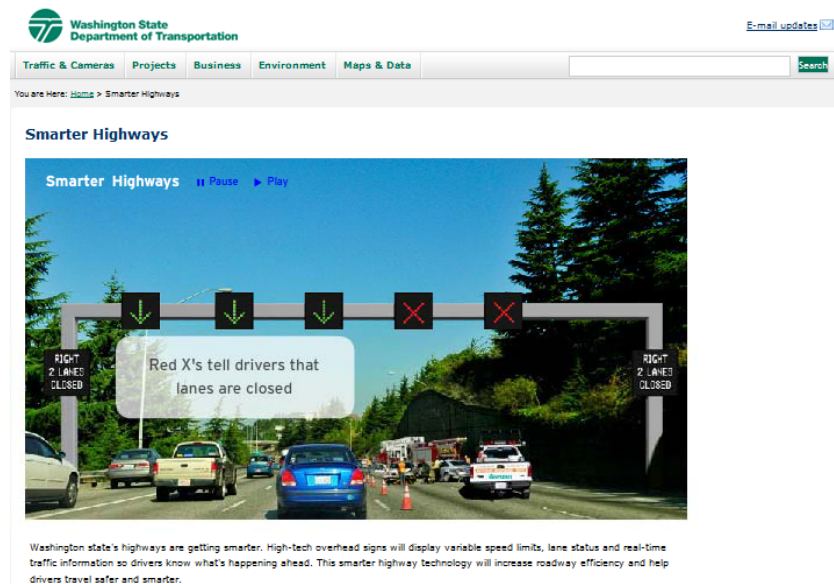 Washington State
Department of Transportation
E-mail updates
Traffic & Cameras Projects Business Environment Maps & Data
Search
You are Here: Home > Smarter Highways
Smarter Highways
Smarter Highways Pause Play
RIGHT
2 LANES
CLOSED
Red X's tell drivers that
lanes are closed
RIGHT
2 LANES
CLOSED
Washington state's highways are getting smarter. High-tech overhead signs will display variable speed limits, lane status and real-time
traffic information so drivers know what's happening ahead. This smarter highway technology will increase roadway efficiency and help
drivers travel safer and smarter.